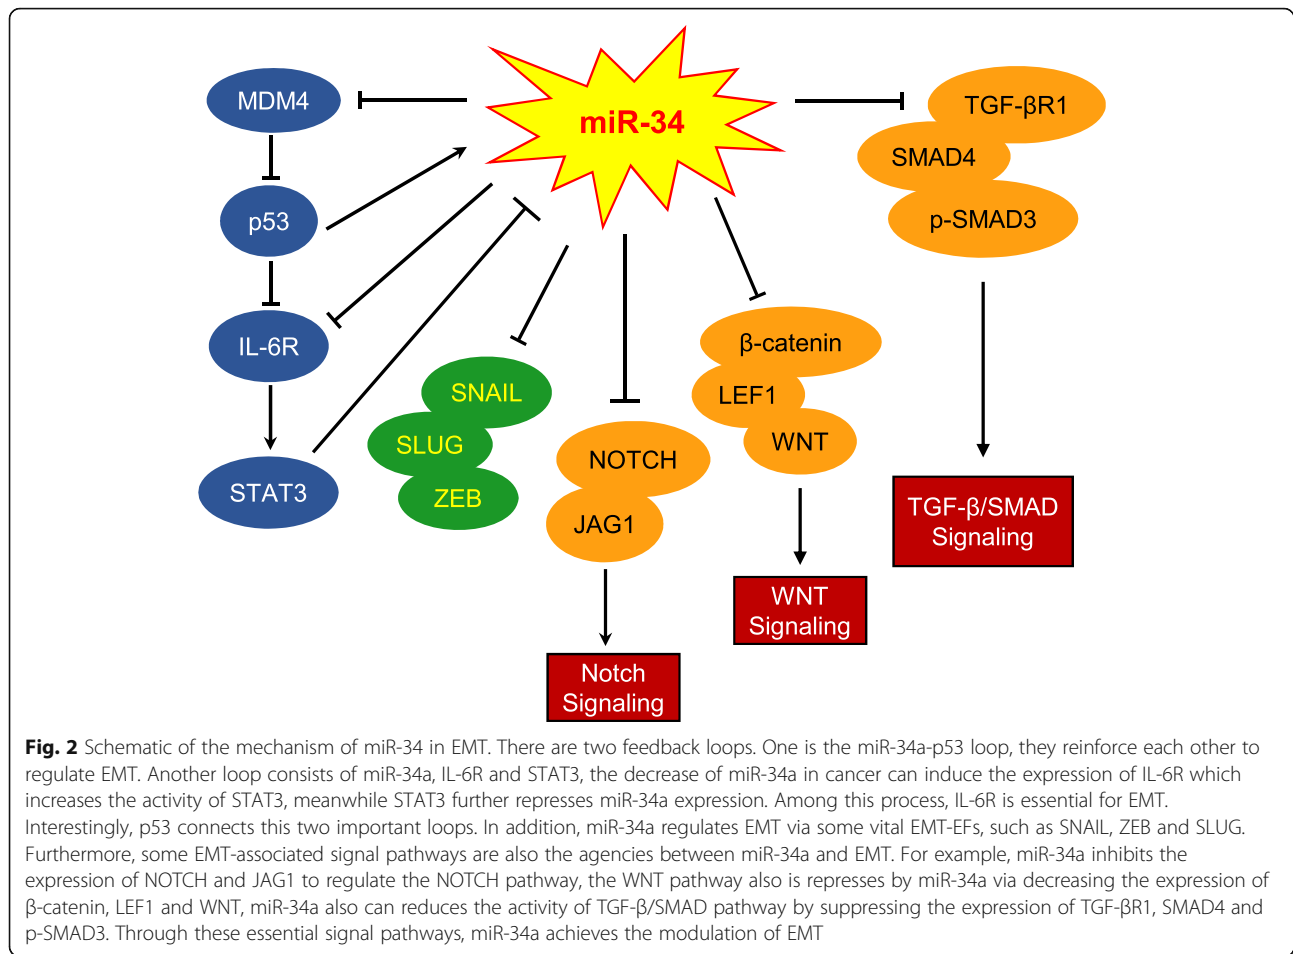 miR-34
MDM4
p53
IL-6R
STAT3
SNAIL
SLUG
ZEB
NOTCH
JAG1
Notch
Signaling
β-catenin
LEF1
WNT
WNT
Signaling
TGF-βR1
SMAD4
p-SMAD3
TGF-β/SMAD
Signaling
Fig. 2 Schematic of the mechanism of miR-34 in EMT. There are two feedback loops. One is the miR-34a-p53 loop, they reinforce each other to
regulate EMT. Another loop consists of miR-34a, IL-6R and STAT3, the decrease of miR-34a in cancer can induce the expression of IL-6R which
increases the activity of STAT3, meanwhile STAT3 further represses miR-34a expression. Among this process, IL-6R is essential for EMT.
Interestingly, p53 connects this two important loops. In addition, miR-34a regulates EMT via some vital EMT-EFs, such as SNAIL, ZEB and SLUG.
Furthermore, some EMT-associated signal pathways are also the agencies between miR-34a and EMT. For example, miR-34a inhibits the
expression of NOTCH and JAG1 to regulate the NOTCH pathway, the WNT pathway also is represses by miR-34a via decreasing the expression of
β-catenin, LEF1 and WNT, miR-34a also can reduces the activity of TGF-β/SMAD pathway by suppressing the expression of TGF-βR1, SMAD4 and
p-SMAD3. Through these essential signal pathways, miR-34a achieves the modulation of EMT